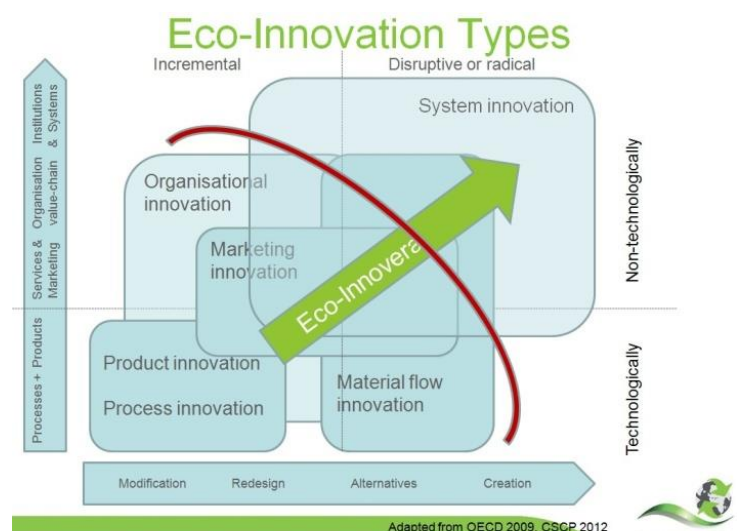 Eco-Innovation Types
Incremental
Disruptive or radical
System innovation
Organisational
innovation
Marketing
innovation
Eco-Innovera
Product innovation
Process innovation
Material flow
innovation
Institutions
& Systems
Organisation
value-chain
Services &
Marketing
Processes + Products
Non-technologically
Technologically
Modification
Redesign
Alternatives
Creation
Adapted from OECD 2009, CSCP 2012